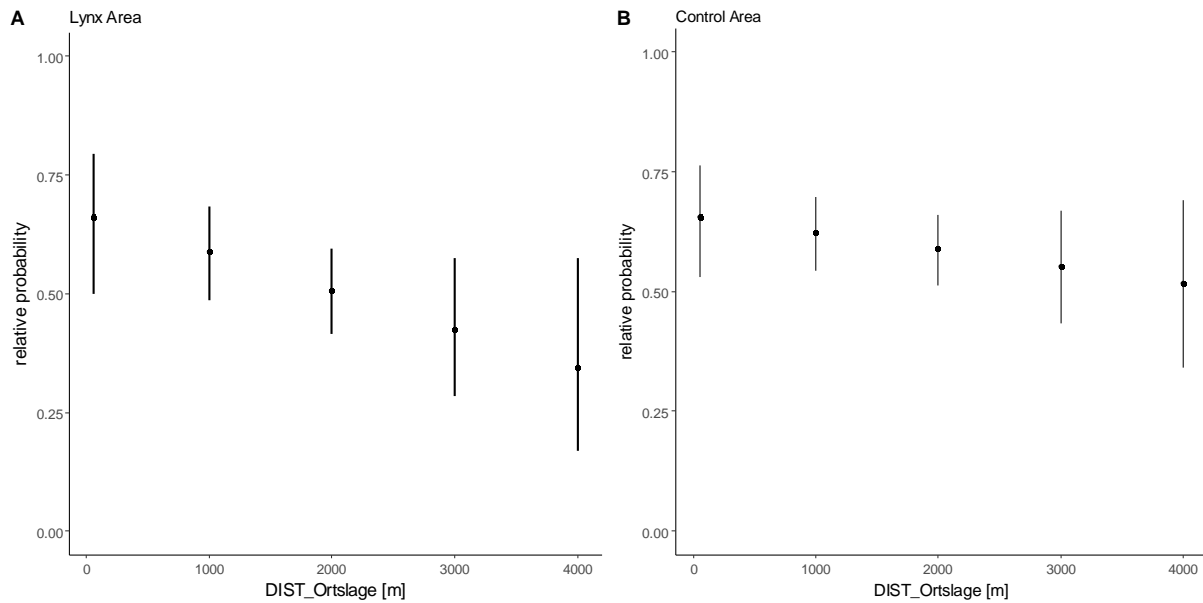 A
Lynx Area
1.00
0.75
0.50
0.25
0.00
relative probability
0
1000
2000
3000
4000
DIST_Ortslage [m]
B
Control Area
1.00
0.75
0.50
0.25
0.00
relative probability
0
1000
2000
3000
4000
DIST_Ortslage [m]